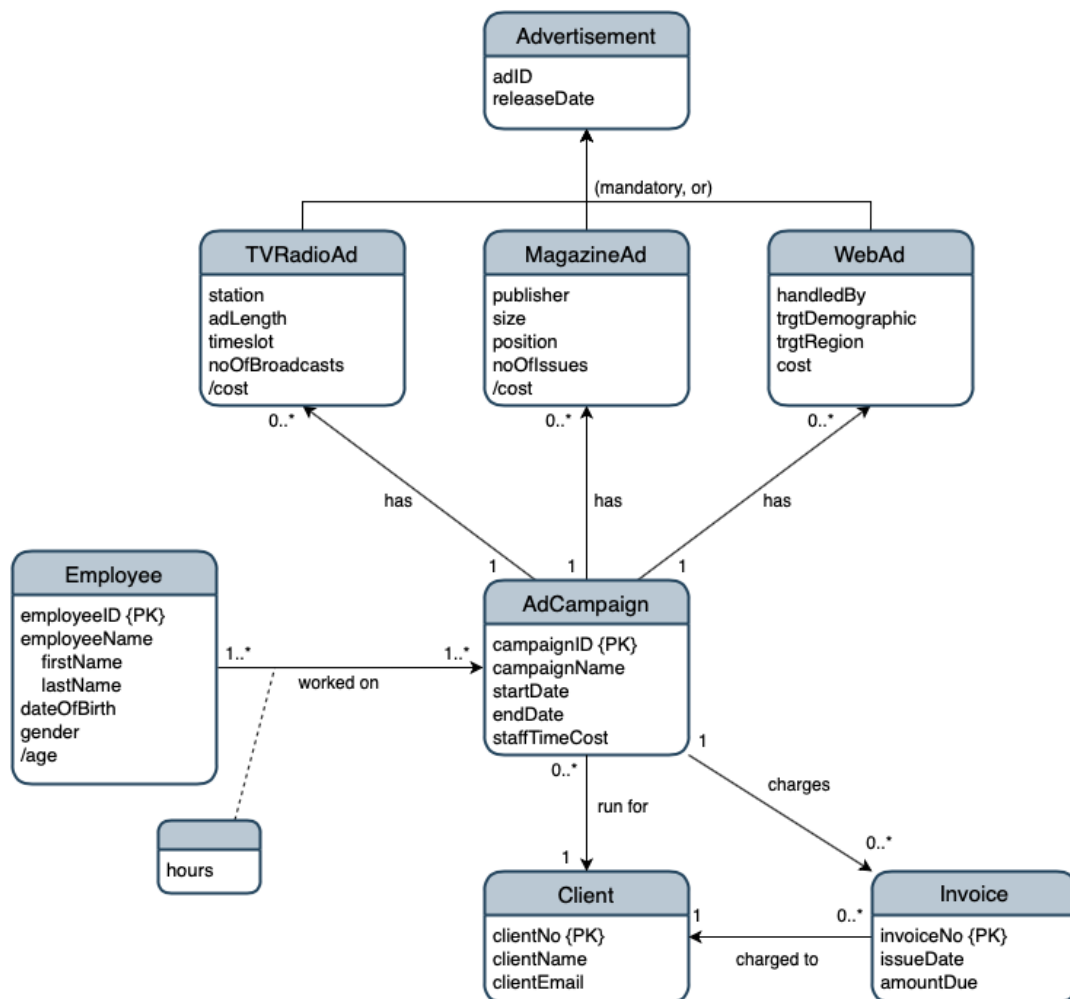 Advertisement
adID
releaseDate
(mandatory, or)
TVRadioAd
station
adLength
timeslot
noOfBroadcasts
/cost
MagazineAd
publisher
size
position
noOfIssues
/cost
WebAd
handledBy
trgtDemographic
trgtRegion
cost
0..*
0..*
0..*
has
has
has
1
1
1
Employee
employeeID {PK}
employeeName
firstName
lastName
dateOfBirth
gender
/age
1..*
1..*
worked on
hours
AdCampaign
campaignID {PK}
campaignName
startDate
endDate
staffTimeCost
0..*
run for
1
1
charges
0..*
Client
clientNo {PK}
clientName
clientEmail
1
0..*
charged to
Invoice
invoiceNo {PK}
issueDate
amountDue